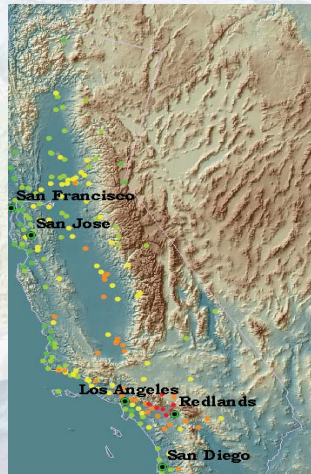 San Francisco
San Jose
Los Angeles
Redlands
San Diego